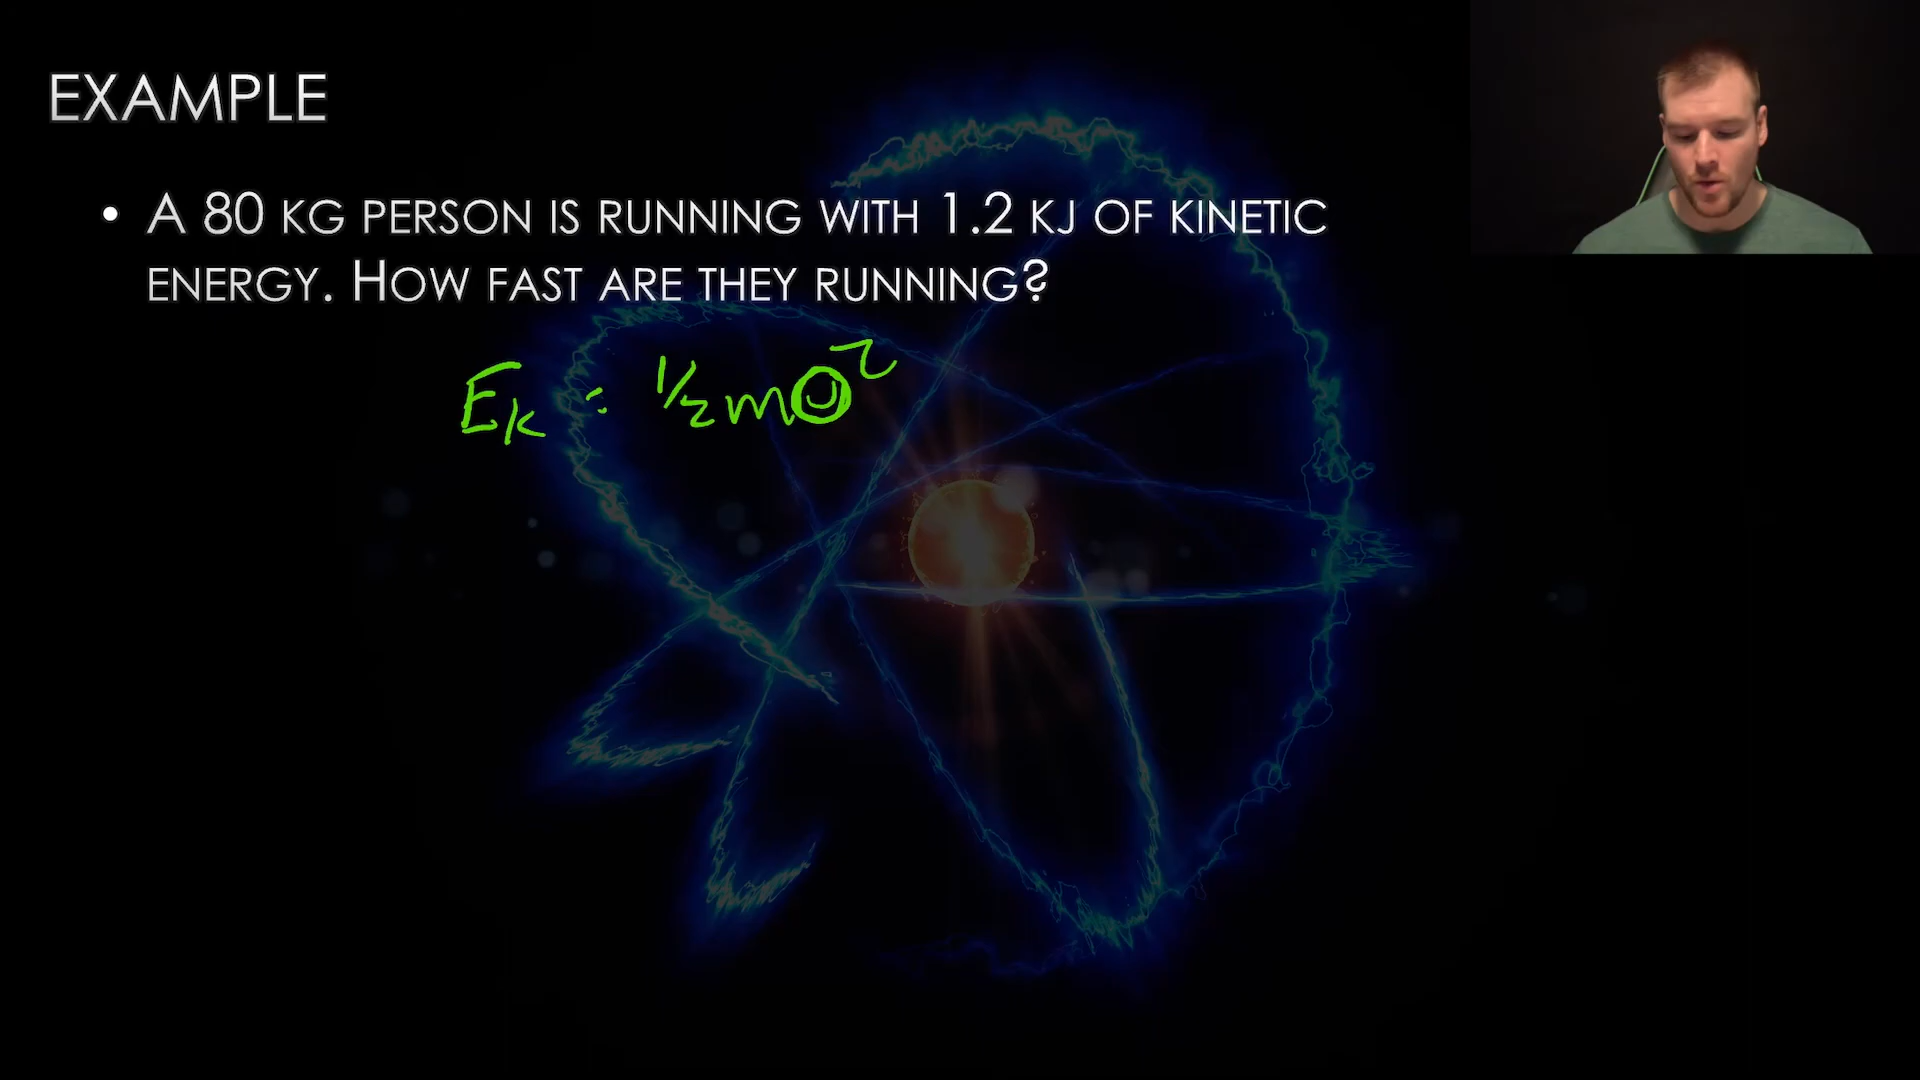 EXAMPLE
• A 80 KG PERSON IS RUNNING WITH 1.2 KJ OF KINETIC
ENERGY. HOW FAST ARE THEY RUNNING?
Ek = ½mv²